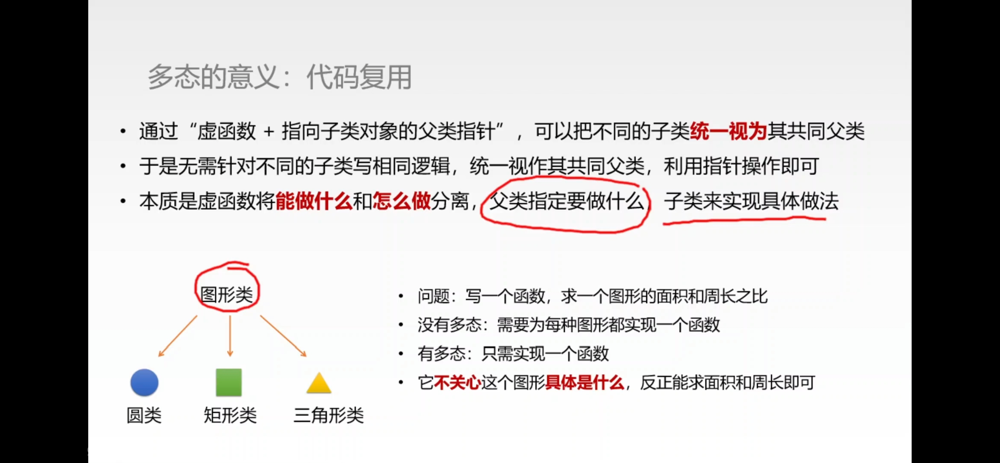 多态的意义：代码复用
• 通过“虚函数 + 指向子类对象的父类指针”，可以把不同的子类统一视为其共同父类
• 于是无需针对不同的子类写相同逻辑，统一视作其共同父类，利用指针操作即可
• 本质是虚函数将能做什么和怎么做分离，父类指定要做什么，子类来实现具体做法
图形类
圆类
矩形类
三角形类
• 问题：写一个函数，求一个图形的面积和周长之比
• 没有多态：需要为每种图形都实现一个函数
• 有多态：只需实现一个函数
• 它不关心这个图形具体是什么，反正能求面积和周长即可